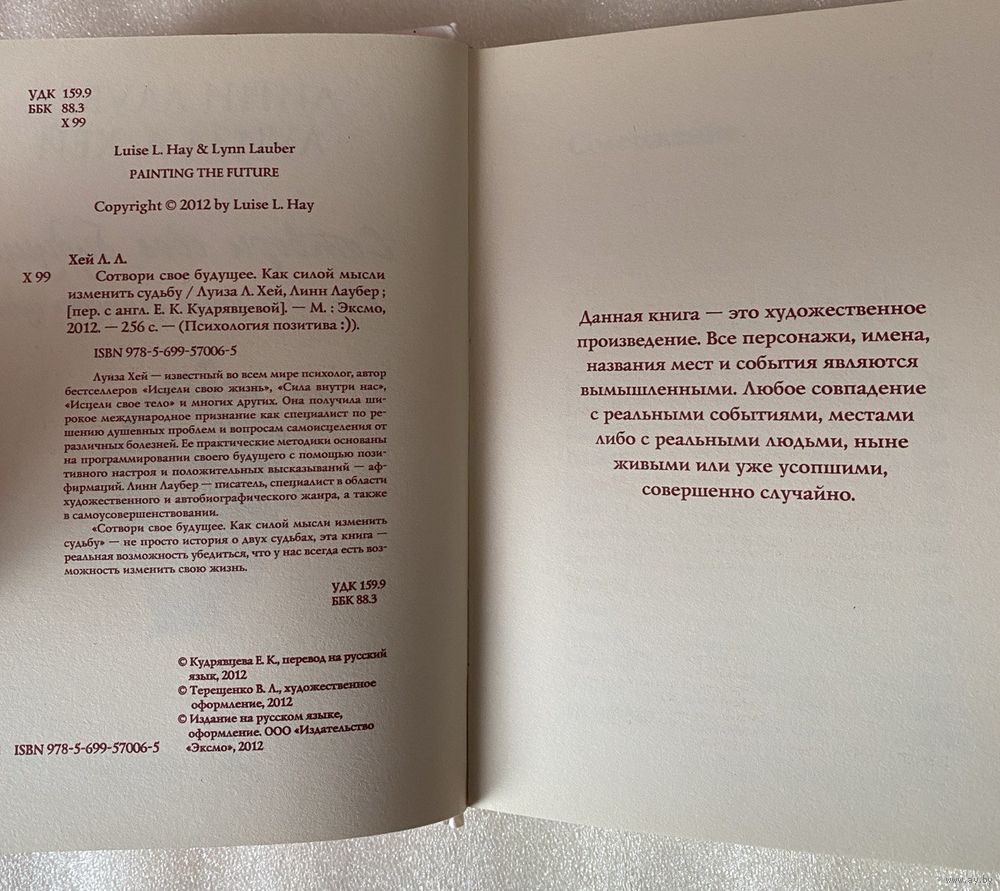 УДК 159.9
ББК 88.3
Х 99
Luise L. Hay & Lynn Lauber
PAINTING THE FUTURE
Copyright © 2012 by Luise L. Hay
Хей Л. Л.
Х 99 Сотвори свое будущее. Как силой мысли
изменить судьбу / Луиза Л. Хей, Линн Лаубер ;
[пер. с англ. Е. К. Кудрявцевой]. — М. : Эксмо,
2012. — 256 с. — (Психология позитива :)).
ISBN 978-5-699-57006-5
Луиза Хей — известный во всем мире психолог, автор
бестселлеров «Исцели свою жизнь», «Сила внутри нас»,
«Исцели свое тело» и многих других. Она получила ши-
рокое международное признание как специалист по ре-
шению душевных проблем и вопросам самоисцеления от
различных болезней. Ее практические методики основаны
на программировании своего будущего с помощью пози-
тивного настроя и положительных высказываний — аф-
фирмаций. Линн Лаубер — писатель, специалист в области
художественного и автобиографического жанра, а также
в самоусовершенствовании.
«Сотвори свое будущее. Как силой мысли изменить
судьбу» — не просто история о двух судьбах, эта книга —
реальная возможность убедиться, что у нас всегда есть воз-
можность изменить свою жизнь.
УДК 159.9
ББК 88.3
© Кудрявцева Е. К., перевод на русский
язык, 2012
© Терещенко В. Л., художественное
оформление, 2012
© Издание на русском языке,
оформление. ООО «Издательство
«Эксмо», 2012
ISBN 978-5-699-57006-5
Данная книга — это художественное
произведение. Все персонажи, имена,
названия мест и события являются
вымышленными. Любое совпадение
с реальными событиями, местами
либо с реальными людьми, ныне
живыми или уже усопшими,
совершенно случайно.
www.av.by